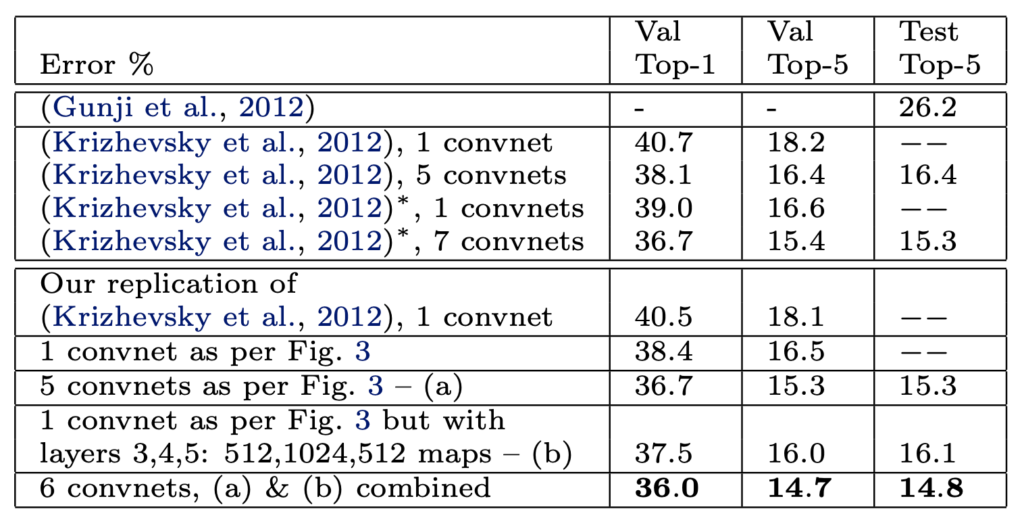 Error % Val Top-1 Val Top-5 Test Top-5
(Gunji et al., 2012) - - 26.2
(Krizhevsky et al., 2012), 1 convnet 40.7 18.2 −−
(Krizhevsky et al., 2012), 5 convnets 38.1 16.4 16.4
(Krizhevsky et al., 2012)*, 1 convnets 39.0 16.6 −−
(Krizhevsky et al., 2012)*, 7 convnets 36.7 15.4 15.3
Our replication of
(Krizhevsky et al., 2012), 1 convnet 40.5 18.1 −−
1 convnet as per Fig. 3 38.4 16.5 −−
5 convnets as per Fig. 3 – (a) 36.7 15.3 15.3
1 convnet as per Fig. 3 but with
layers 3,4,5: 512,1024,512 maps – (b) 37.5 16.0 16.1
6 convnets, (a) & (b) combined 36.0 14.7 14.8